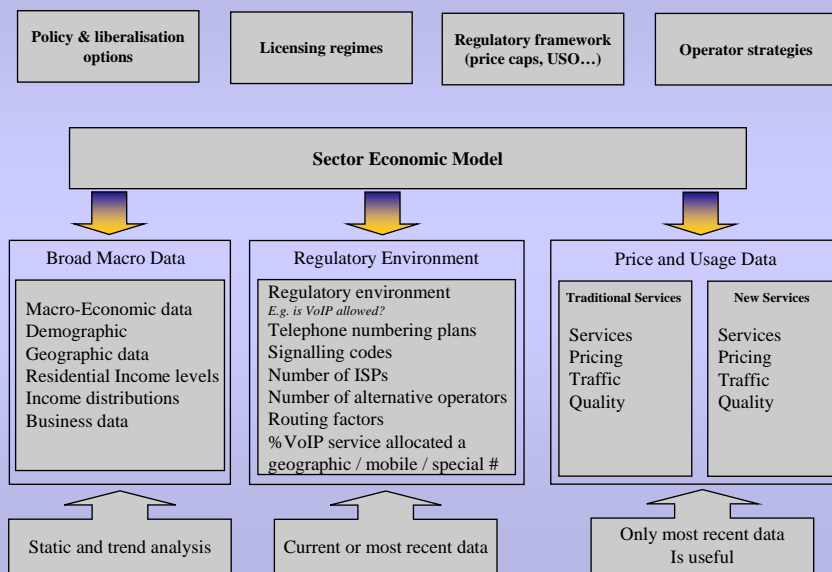 Policy & liberalisation
options
Licensing regimes
Regulatory framework
(price caps, USO…)
Operator strategies
Sector Economic Model
Broad Macro Data
Macro-Economic data
Demographic
Geographic data
Residential Income levels
Income distributions
Business data
Regulatory Environment
Regulatory environment
E.g. is VoIP allowed?
Telephone numbering plans
Signalling codes
Number of ISPs
Number of alternative operators
Routing factors
%VoIP service allocated a
geographic / mobile / special #
Price and Usage Data
Traditional Services
Services
Pricing
Traffic
Quality
New Services
Services
Pricing
Traffic
Quality
Static and trend analysis
Current or most recent data
Only most recent data
Is useful